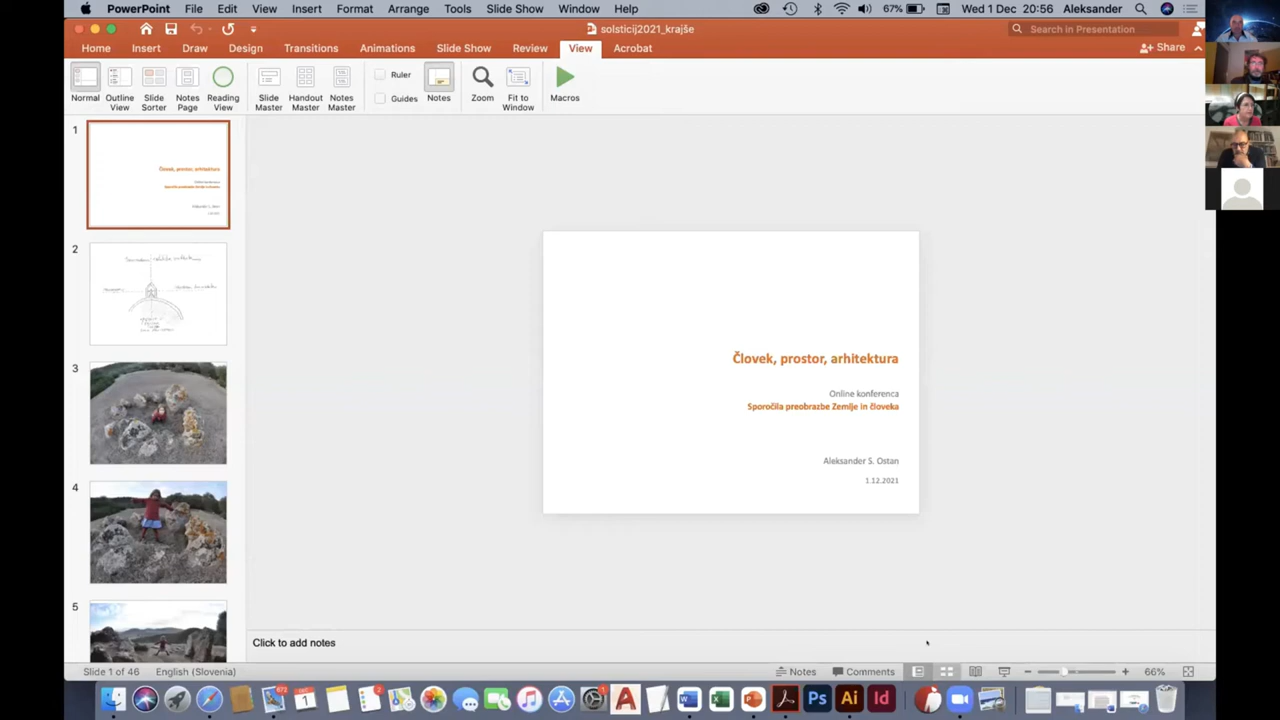 PowerPoint File Edit View Insert Format Arrange Tools Slide Show Window Help 67% Wed 1 Dec 20:56 Aleksander
solsticij2021_krajše
Search in Presentation
Home Insert Draw Design Transitions Animations Slide Show Review View Acrobat
Share
Normal
Outline View
Slide Sorter
Notes Page
Reading View
Slide Master
Handout Master
Notes Master
Ruler
Guides
Notes
Zoom
Fit to Window
Macros
1
Človek, prostor, arhitektura
2
3
4
5
Človek, prostor, arhitektura
Online konferenca
Sporočila preobrazbe Zemlje in človeka
Aleksander S. Ostan
1.12.2021
Click to add notes
Slide 1 of 46 English (Slovenia)
Notes Comments 66%